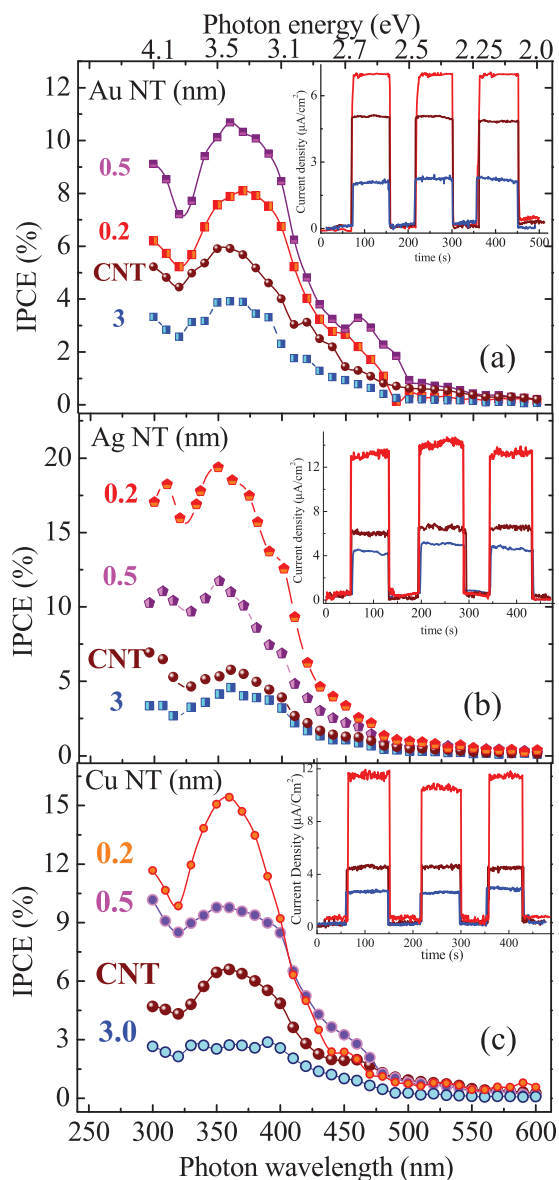 Photon energy (eV)
4.1 3.5 3.1 2.7 2.5 2.25 2.0
12
10
8
6
4
2
0
IPCE (%)
Au NT (nm)
0.5
0.2
CNT
3
(a)
6
4
2
0
Current density (μA/cm²)
0 100 200 300 400 500
time (s)
20
15
10
5
0
IPCE (%)
Ag NT (nm)
0.2
0.5
CNT
3
(b)
12
8
4
0
Current density (μA/cm²)
0 100 200 300 400
time (s)
15
12
9
6
3
0
IPCE (%)
Cu NT (nm)
0.2
0.5
CNT
3.0
(c)
12
8
4
0
Current Density (μA/Cm²)
0 100 200 300 400
time (s)
250 300 350 400 450 500 550 600
Photon wavelength (nm)